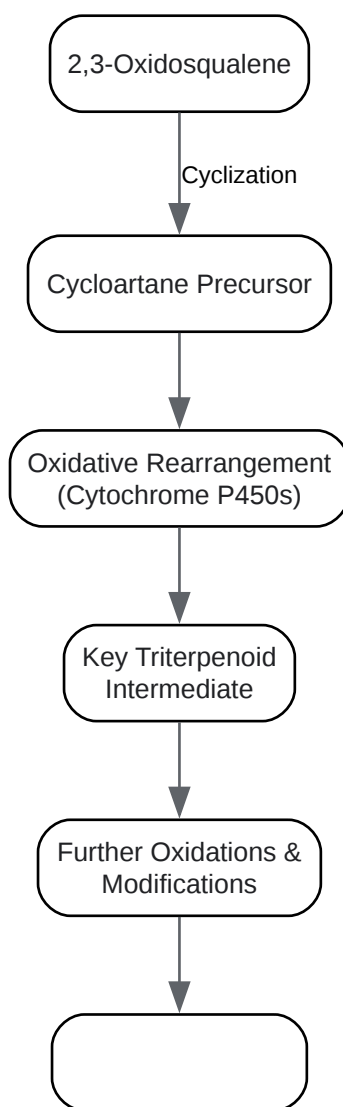 2,3-Oxidosqualene
Cyclization
Cycloartane Precursor
Oxidative Rearrangement
(Cytochrome P450s)
Key Triterpenoid
Intermediate
Further Oxidations &
Modifications